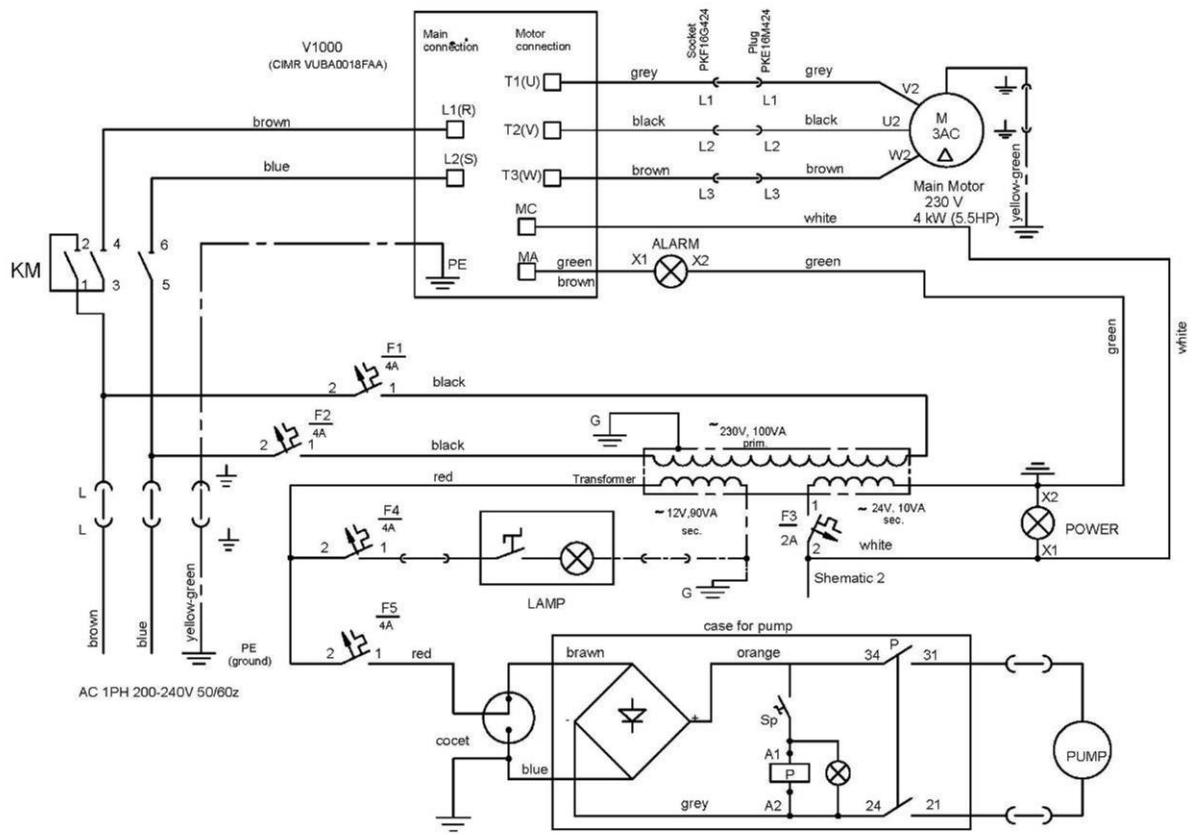 V1000
(CIMR VUBA0018FAA)
Main
connection
Motor
connection
Socket
PKF16G424
Plug
PKE16M424
T1(U)
grey
grey
L1
L1
V2
L1(R)
brown
T2(V)
black
black
L2
L2
U2
M
3AC
L2(S)
blue
T3(W)
brown
brown
L3
L3
W2
Main Motor
230 V
4 kW (5.5HP)
yellow-green
MC
white
KM
2
4
6
1
3
5
PE
MA
green
brown
X1
ALARM
X2
green
green
white
F1
4A
2
1
black
F2
4A
2
1
black
G
~230V, 100VA
prim.
red
Transformer
~12V,90VA
sec.
~ 24V, 10VA
sec.
L
L
F4
4A
2
1
LAMP
G
1
F3
2A
2
white
Shematic 2
X2
POWER
X1
brown
blue
yellow-green
PE
(ground)
AC 1PH 200-240V 50/60z
F5
4A
2
1
red
cocet
case for pump
brawn
orange
34
P
31
-
+
Sp
A1
P
A2
blue
grey
24
21
PUMP